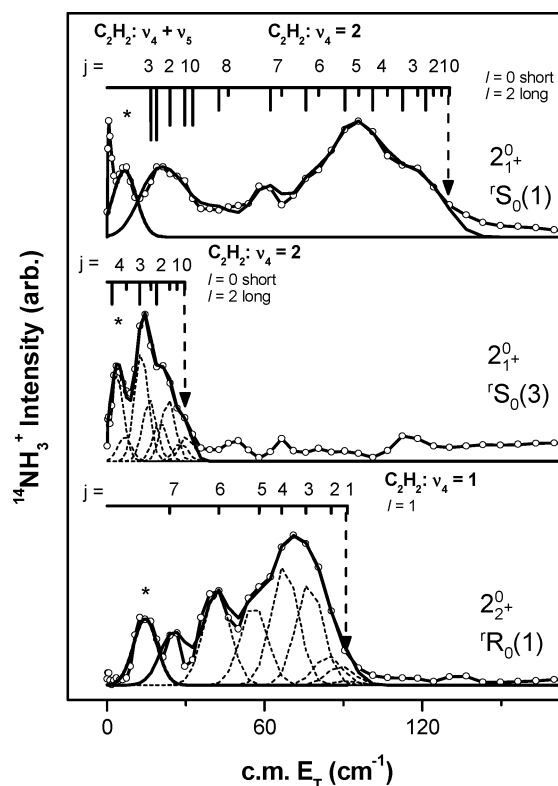 C₂H₂: ν₄ + ν₅ C₂H₂: ν₄ = 2
j = 3 2 10 8 7 6 5 4 3 2 10
l = 0 short
l = 2 long
*
2⁰₁₊
ʳS₀(1)
C₂H₂: ν₄ = 2
j = 4 3 2 10
l = 0 short
l = 2 long
*
2⁰₁₊
ʳS₀(3)
C₂H₂: ν₄ = 1
j = 7 6 5 4 3 2 1
l = 1
*
2⁰₂₊
ʳR₀(1)
¹⁴NH₃⁺ Intensity (arb.)
0 60 120
c.m. E_T (cm⁻¹)